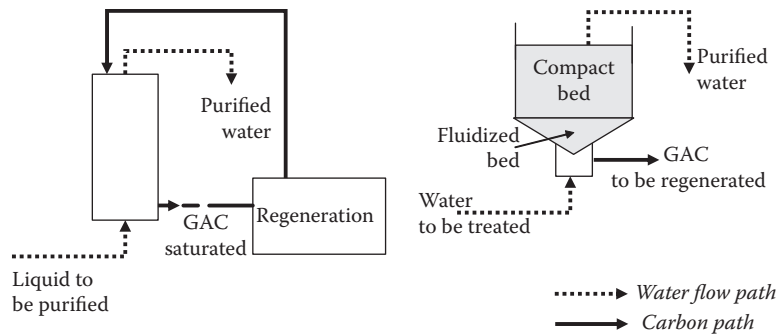 Purified
water
GAC
saturated
Regeneration
Liquid to
be purified
Compact
bed
Purified
water
Fluidized
bed
GAC
to be regenerated
Water
to be treated
Water flow path
Carbon path